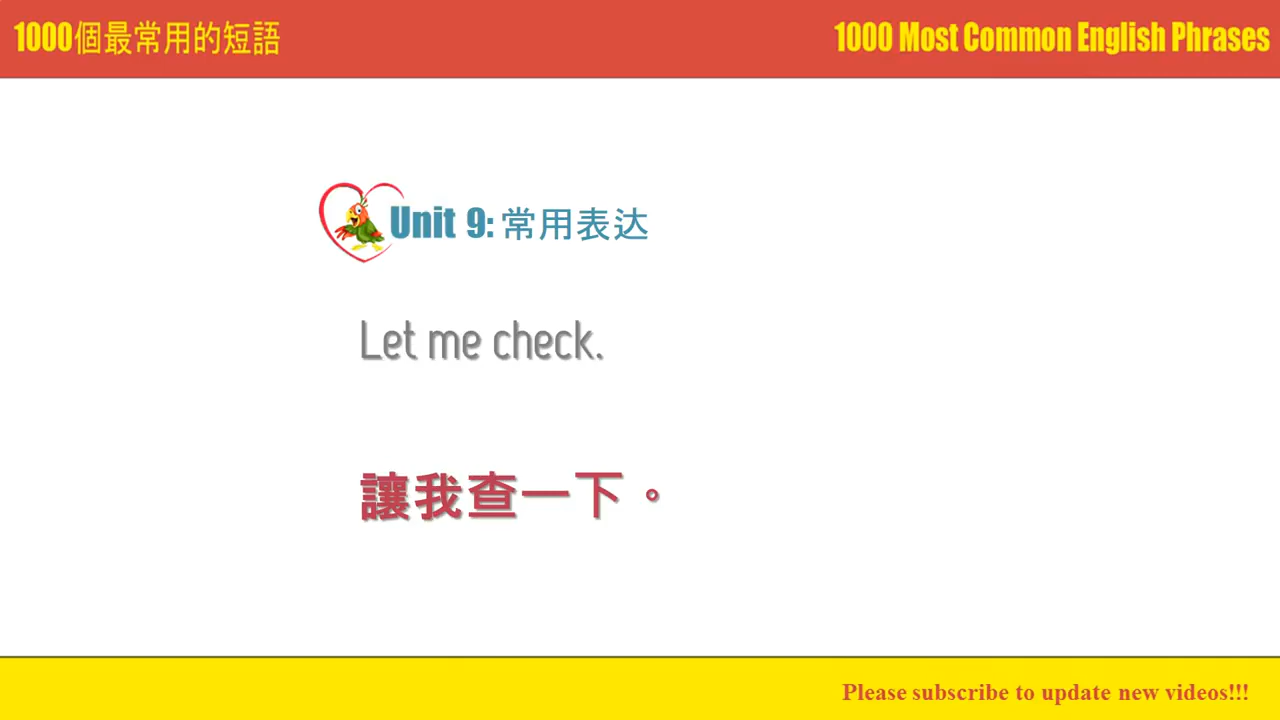 1000個最常用的短語
1000 Most Common English Phrases
Unit 9: 常用表达
Let me check.
讓我查一下。
Please subscribe to update new videos!!!